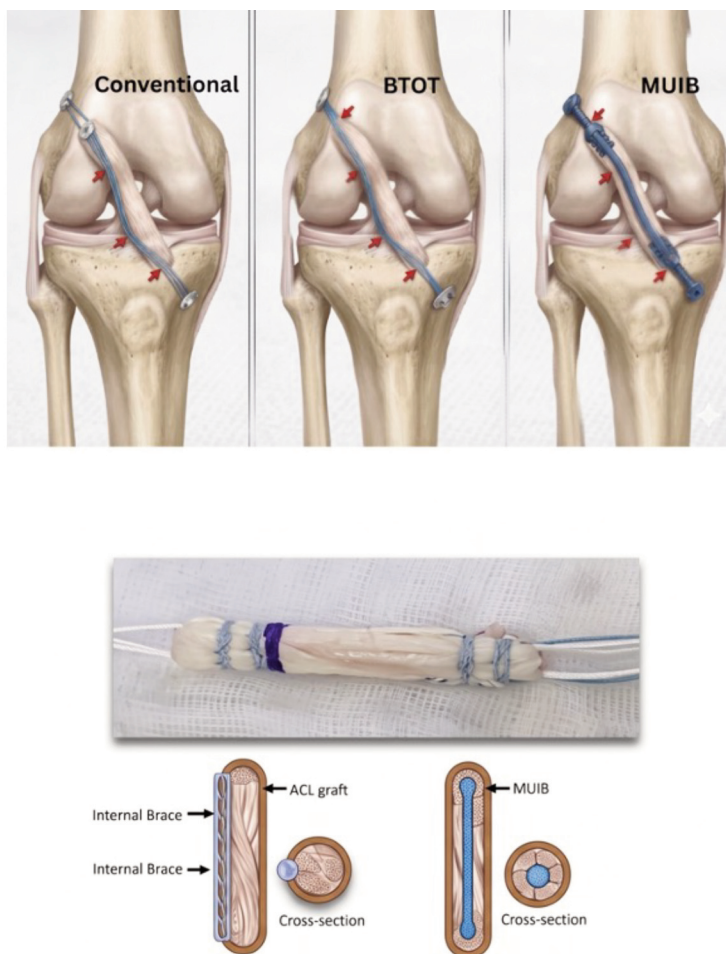 Conventional
BTOT
MUIB
ACL graft
Internal Brace
Internal Brace
Cross-section
MUIB
Cross-section